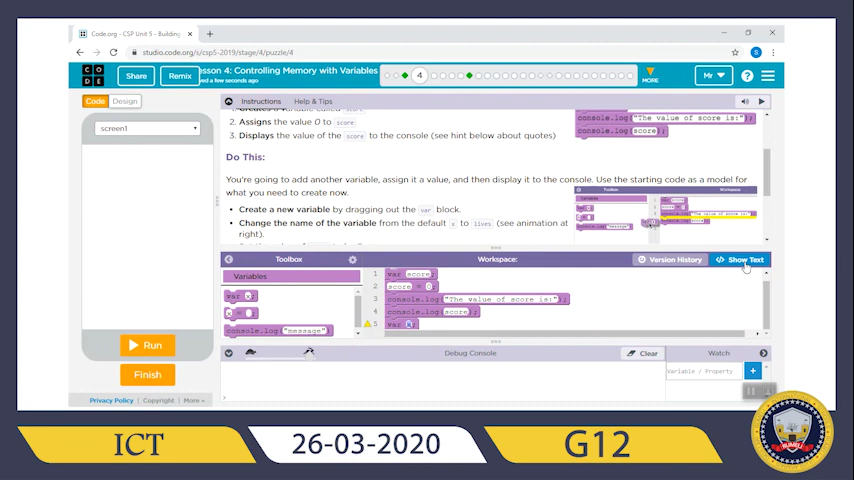 Code.org - CSP Unit 5 - Building
studio.code.org/s/csp5-2019/stage/4/puzzle/4
S
CODE
Share
Remix
esson 4: Controlling Memory with Variables
ed a few seconds ago
4
MORE
Mr
Code
Design
Instructions
Help & Tips
screen1
2. Assigns the value 0 to score
3. Displays the value of the score to the console (see hint below about quotes)
console.log("The value of score is:");
console.log(score);
Do This:
You're going to add another variable, assign it a value, and then display it to the console. Use the starting code as a model for
what you need to create now.
Create a new variable by dragging out the var block.
Change the name of the variable from the default x to lives (see animation at
right).
Toolbox
Workspace:
Version History
Show Text
Variables
var x;
x = ;
console.log("message")
1 var score;
2 score = 0;
3 console.log("The value of score is:");
4 console.log(score);
5 var x;
Run
Finish
Debug Console
Clear
Watch
Variable / Property
Privacy Policy | Copyright | More
ICT
26-03-2020
G12